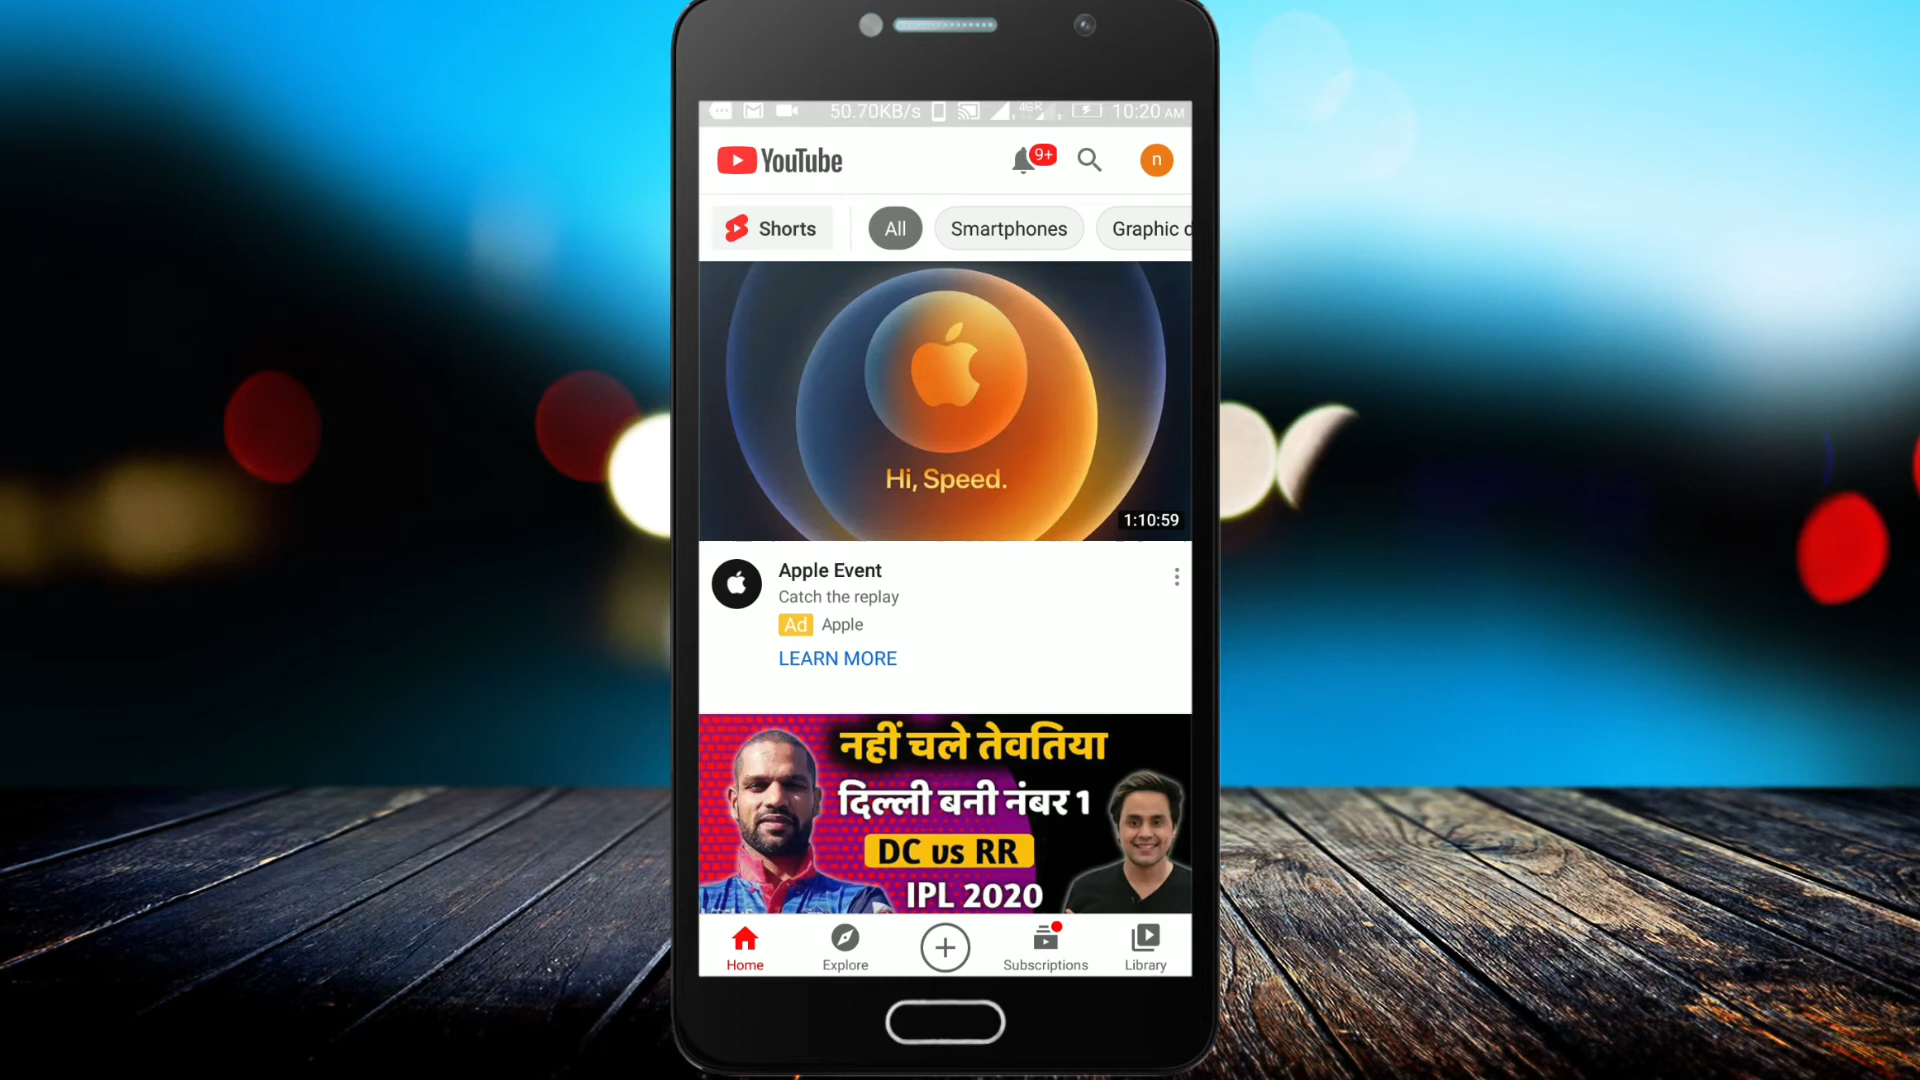 50.70KB/s 4GR 10:20 AM
YouTube 9+ n
Shorts All Smartphones Graphic d
Hi, Speed.
1:10:59
Apple Event
Catch the replay
Ad Apple
LEARN MORE
नहीं चले तेवतिया
दिल्ली बनी नंबर 1
DC vs RR
IPL 2020
Home Explore Subscriptions Library